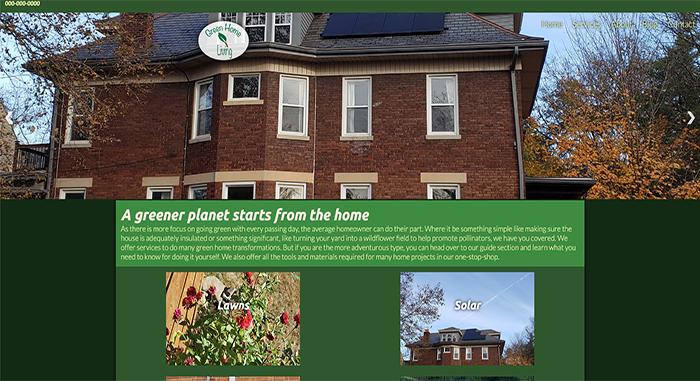 000-000-0000
Green Home
Living
Home Services About Blog Contact
A greener planet starts from the home
As there is more focus on going green with every passing day, the average homeowner can do their part. Where it be something simple like making sure the
house is adequately insulated or something significant, like turning your yard into a wildflower field to help promote pollinators, we have you covered. We
offer services to do many green home transformations. But if you are the more adventurous type, you can head over to our guide section and learn what you
need to know for doing it yourself. We also offer all the tools and materials required for many home projects in our one-stop-shop.
Lawns
Solar